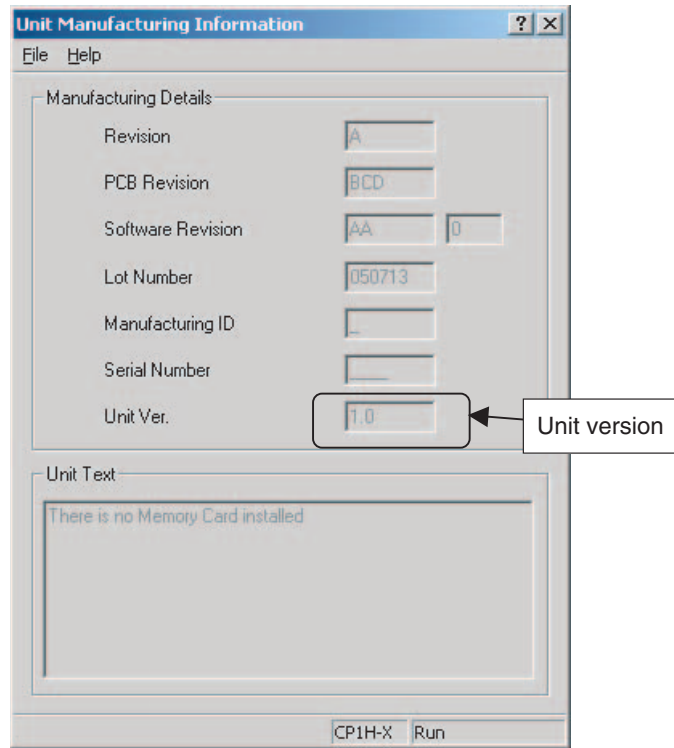 Unit Manufacturing Information
File Help
Manufacturing Details
Revision A
PCB Revision BCD
Software Revision AA 0
Lot Number 050713
Manufacturing ID _
Serial Number ____
Unit Ver. 1.0
Unit version
Unit Text
There is no Memory Card installed
CP1H-X Run